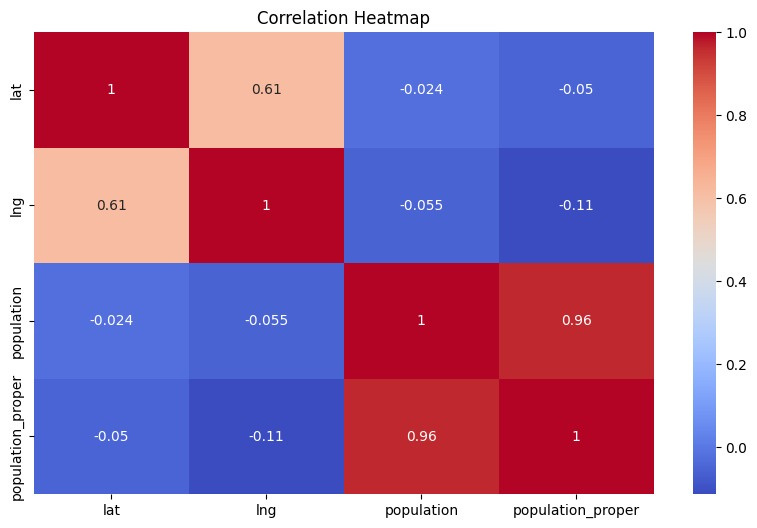 Correlation Heatmap
lat
1
0.61
-0.024
-0.05
lng
0.61
1
-0.055
-0.11
population
-0.024
-0.055
1
0.96
population_proper
-0.05
-0.11
0.96
1
lat
lng
population
population_proper
1.0
0.8
0.6
0.4
0.2
0.0